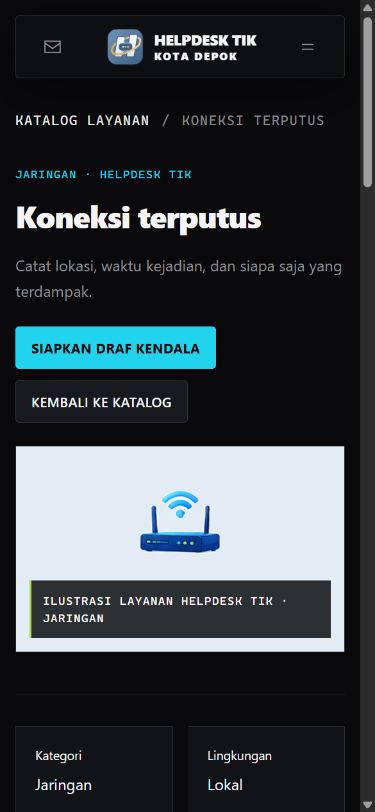 HELPDESK TIK
KOTA DEPOK
KATALOG LAYANAN / KONEKSI TERPUTUS
JARINGAN · HELPDESK TIK
Koneksi terputus
Catat lokasi, waktu kejadian, dan siapa saja yang
terdampak.
SIAPKAN DRAF KENDALA
KEMBALI KE KATALOG
ILUSTRASI LAYANAN HELPDESK TIK ·
JARINGAN
Kategori
Jaringan
Lingkungan
Lokal